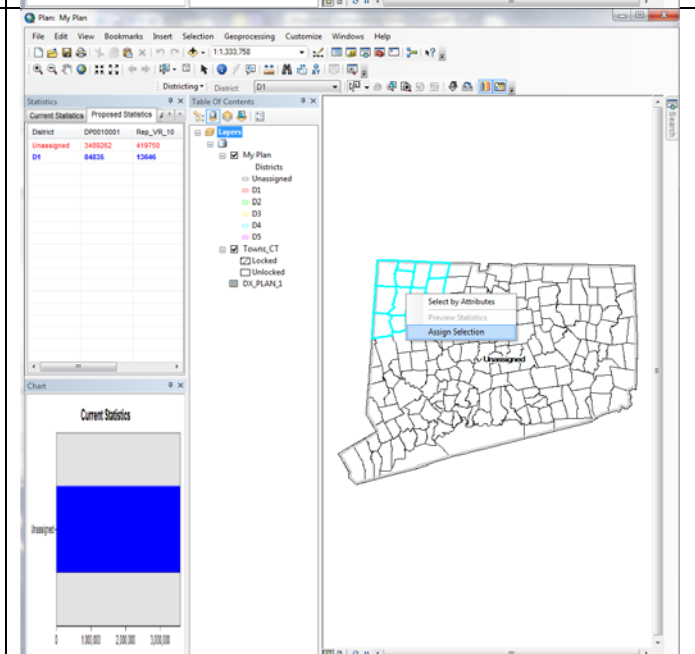 Plan: My Plan
File Edit View Bookmarks Insert Selection Geoprocessing Customize Windows Help
1:1,333,758
Districting District: D1
Statistics
Current Statistics Proposed Statistics
District DP0010001 Rep_VR_10
Unassigned 3489262 419750
D1 84835 13646
Table Of Contents
Layers
My Plan
Districts
Unassigned
D1
D2
D3
D4
D5
Towns_CT
Locked
Unlocked
DX_PLAN_1
Select by Attributes
Preview Statistics
Assign Selection
Unassigned
Search
Chart
Current Statistics
Unassigned
0 1,000,000 2,000,000 3,000,000